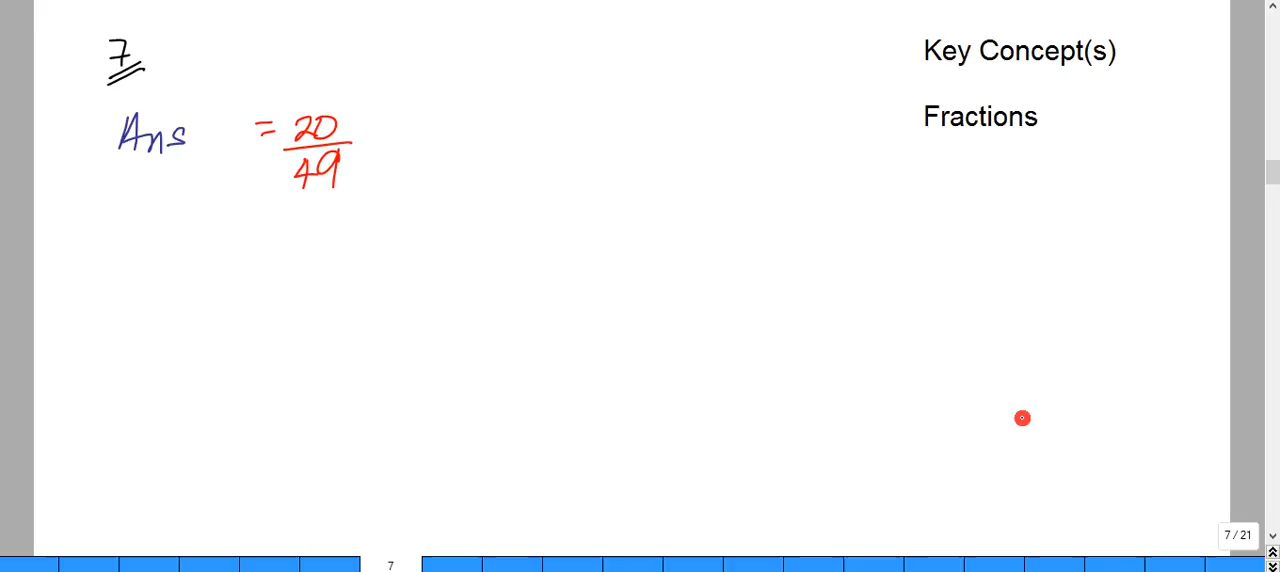 7
Key Concept(s)
Ans = 20/49
Fractions
7 / 21
7